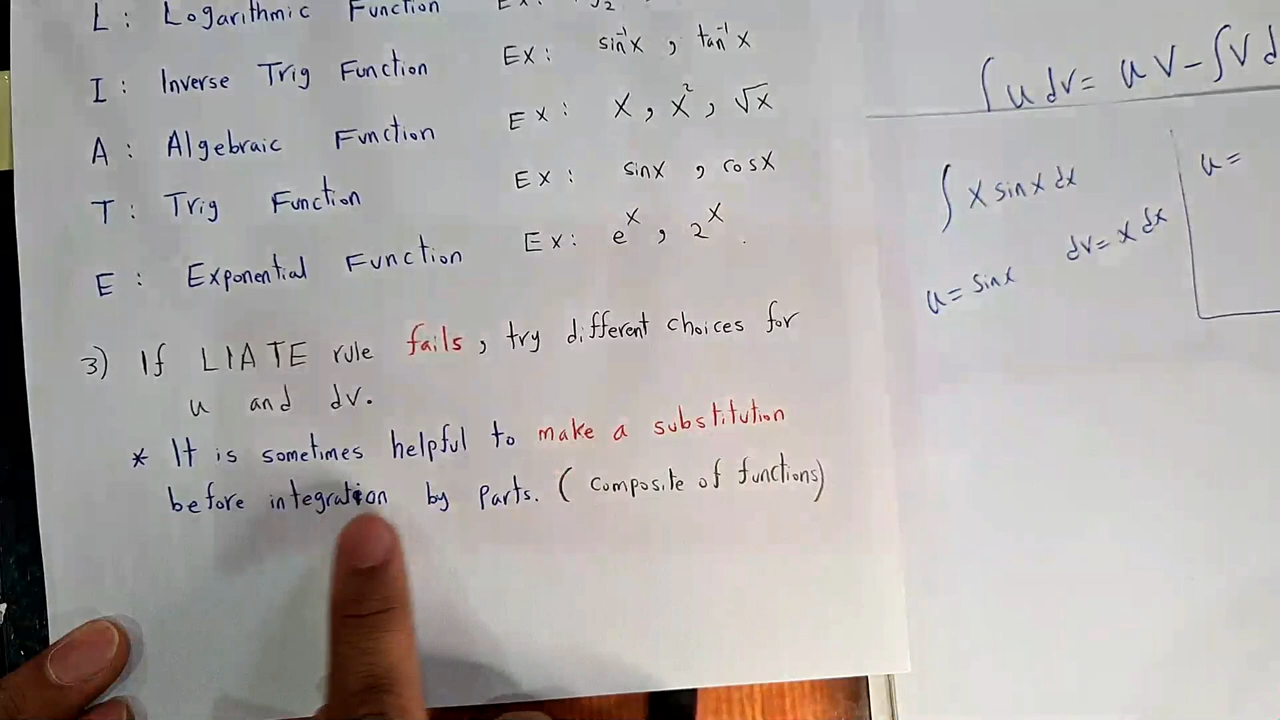 L: Logarithmic Function Ex:
I: Inverse Trig Function Ex: sin⁻¹x, tan⁻¹x
A: Algebraic Function Ex: x, x², √x
T: Trig Function Ex: sinx, cosx
E: Exponential Function Ex: eˣ, 2ˣ.
3) If LIATE rule fails, try different choices for
u and dv.
* It is sometimes helpful to make a substitution
before integration by parts. (composite of functions)
∫u dv = uv - ∫v d
∫x sinx dx
u = sinx dv = x dx
u =